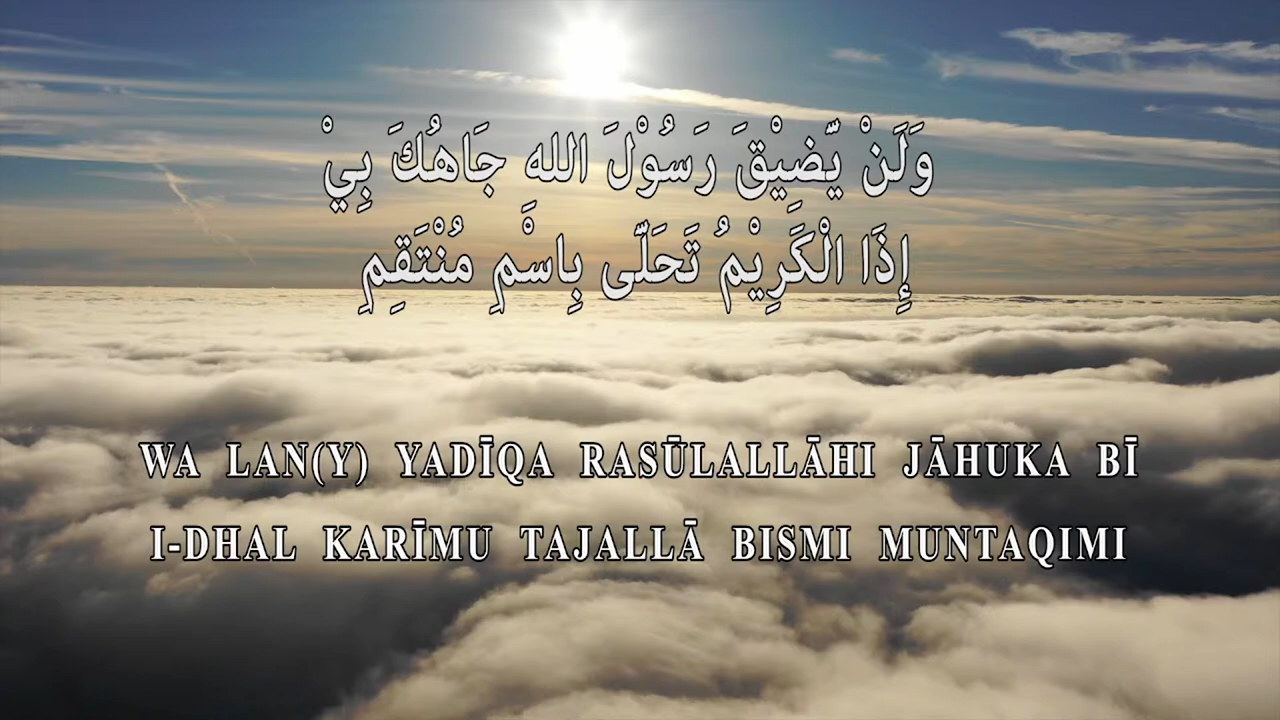 وَلَنْ يَّضِيْقَ رَسُوْلَ اللهِ جَاهُكَ بِيْ
إِذَا الْكَرِيْمُ تَحَلّٰى بِاسْمِ مُنْتَقِمِ
WA LAN(Y) YADĪQA RASŪLALLĀHI JĀHUKA BĪ
I-DHAL KARĪMU TAJALLĀ BISMI MUNTAQIMI